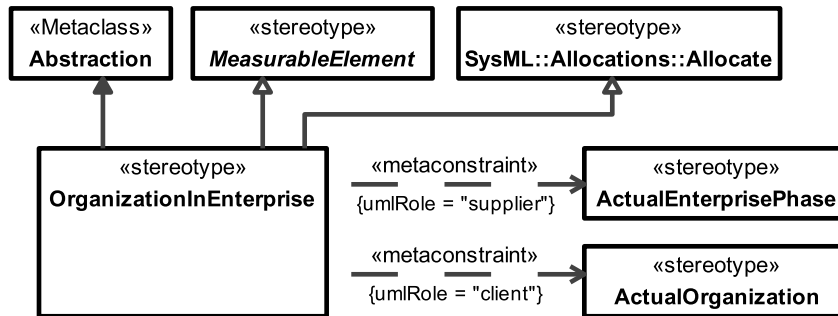 «Metaclass»
Abstraction
«stereotype»
MeasurableElement
«stereotype»
SysML::Allocations::Allocate
«stereotype»
OrganizationInEnterprise
«metaconstraint»
{umlRole = "supplier"}
«stereotype»
ActualEnterprisePhase
«metaconstraint»
{umlRole = "client"}
«stereotype»
ActualOrganization